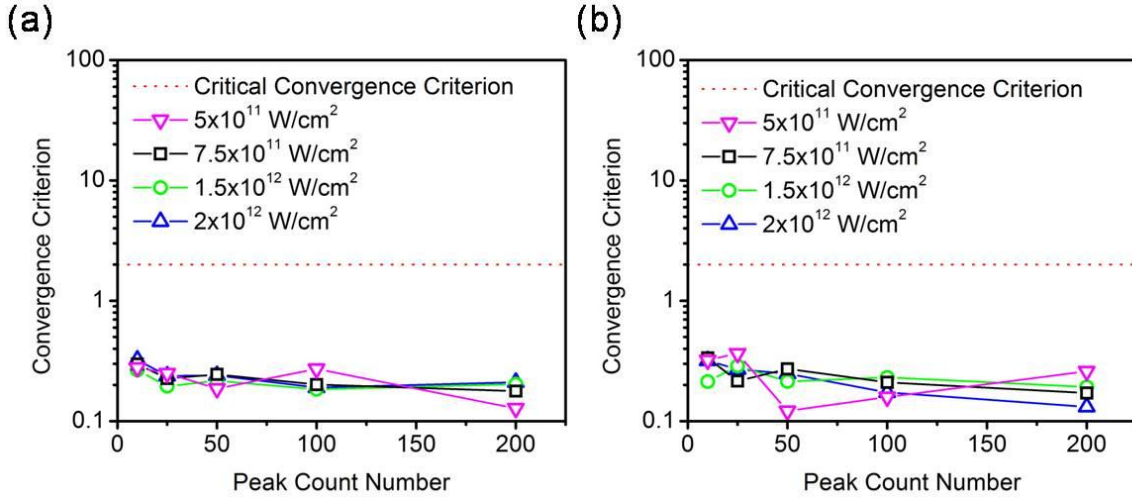 (a)
Convergence Criterion
100
10
1
0.1
Critical Convergence Criterion
5x10¹¹ W/cm²
7.5x10¹¹ W/cm²
1.5x10¹² W/cm²
2x10¹² W/cm²
0 50 100 150 200
Peak Count Number
(b)
Convergence Criterion
100
10
1
0.1
Critical Convergence Criterion
5x10¹¹ W/cm²
7.5x10¹¹ W/cm²
1.5x10¹² W/cm²
2x10¹² W/cm²
0 50 100 150 200
Peak Count Number